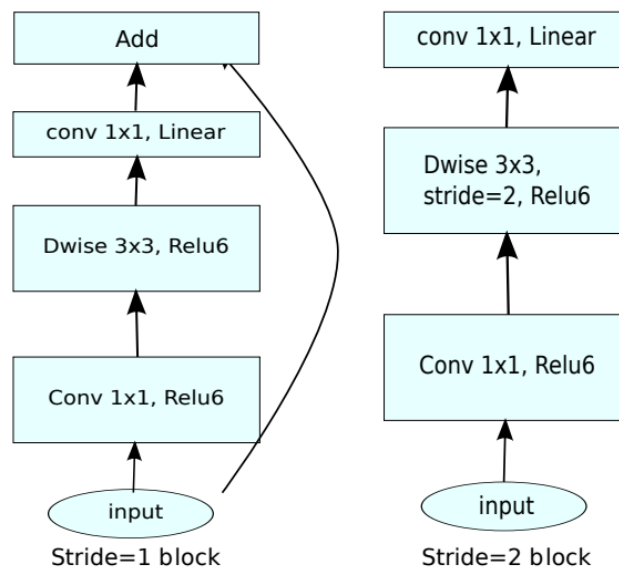 Add
conv 1x1, Linear
Dwise 3x3, Relu6
Conv 1x1, Relu6
input
Stride=1 block
conv 1x1, Linear
Dwise 3x3,
stride=2, Relu6
Conv 1x1, Relu6
input
Stride=2 block